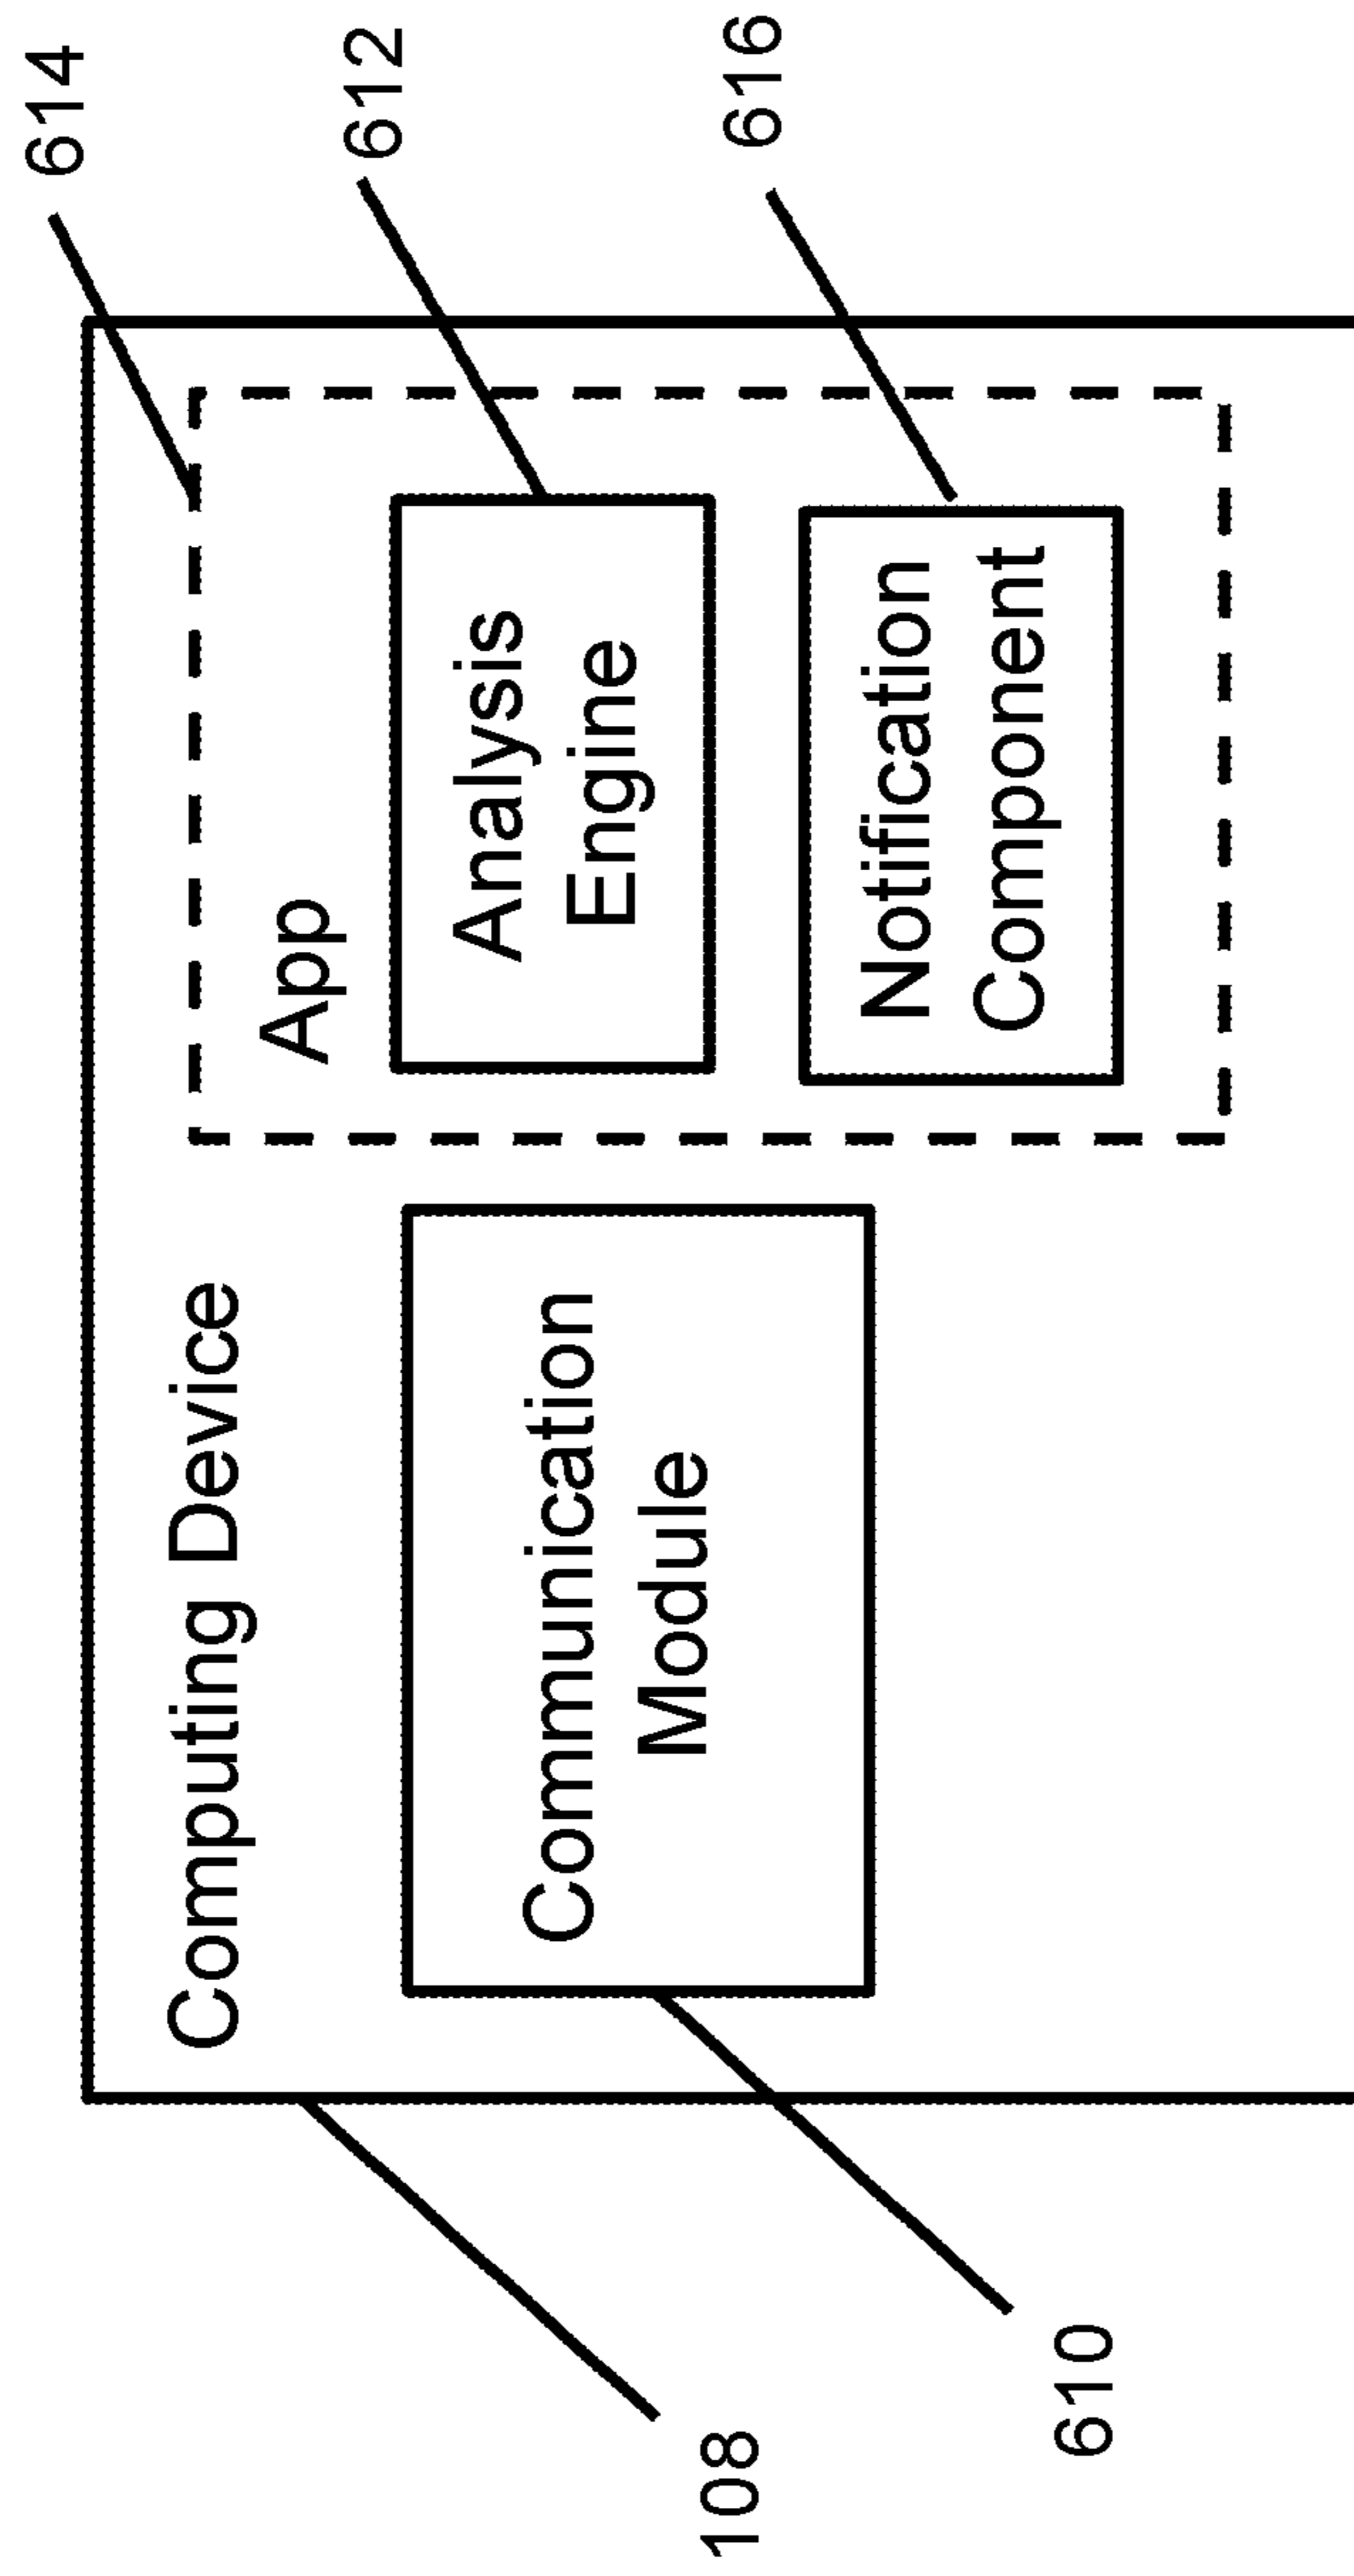 614
612
616
Computing Device
App
Analysis
Engine
Communication
Module
Notification
Component
108
610